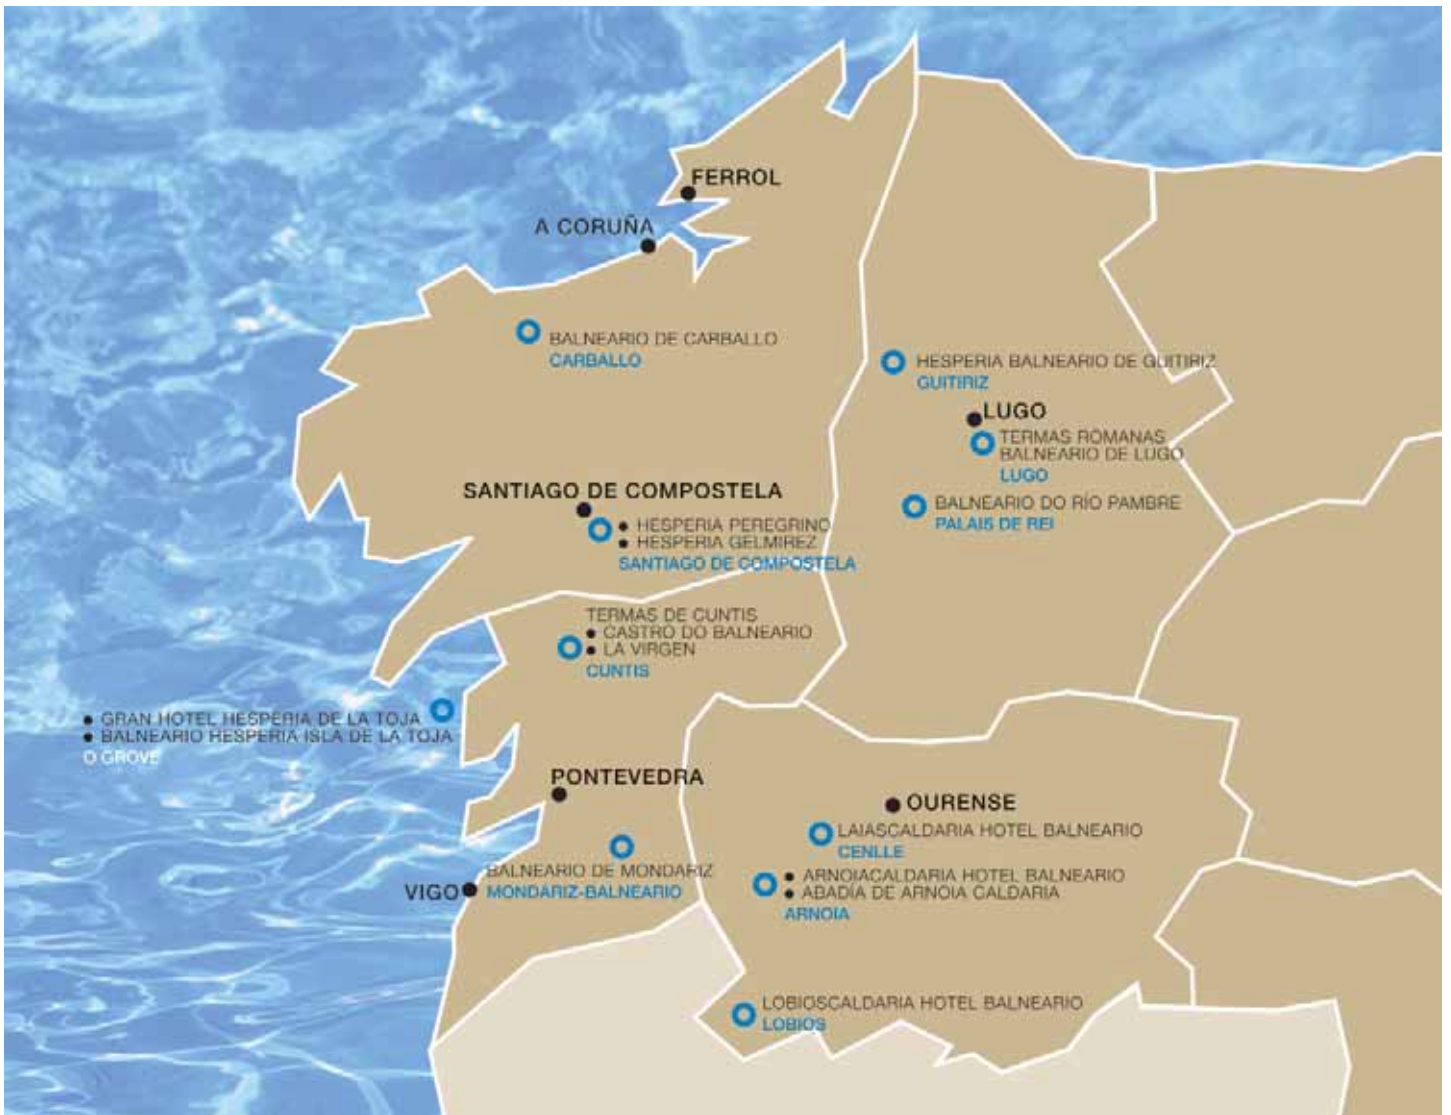 FERROL
A CORUÑA
BALNEARIO DE CARBALLO
CARBALLO
HESPERIA BALNEARIO DE GUITIRIZ
GUITIRIZ
LUGO
TERMAS ROMANAS
BALNEARIO DE LUGO
LUGO
SANTIAGO DE COMPOSTELA
• HESPERIA PEREGRINO
• HESPERIA GELMIREZ
SANTIAGO DE COMPOSTELA
BALNEARIO DO RÍO PAMBRE
PALAIS DE REI
TERMAS DE CUNTIS
• CASTRO DO BALNEARIO
• LA VIRGEN
CUNTIS
• GRAN HOTEL HESPERIA DE LA TOJA
• BALNEARIO HESPERIA ISLA DE LA TOJA
O GROVE
PONTEVEDRA
OURENSE
LAIASCALDARIA HOTEL BALNEARIO
CENLLE
BALNEARIO DE MONDARIZ
MONDARIZ-BALNEARIO
VIGO
• ARNOIACALDARIA HOTEL BALNEARIO
• ABADÍA DE ARNOIA CALDARIA
ARNOIA
LOBIOSCALDARIA HOTEL BALNEARIO
LOBIOS